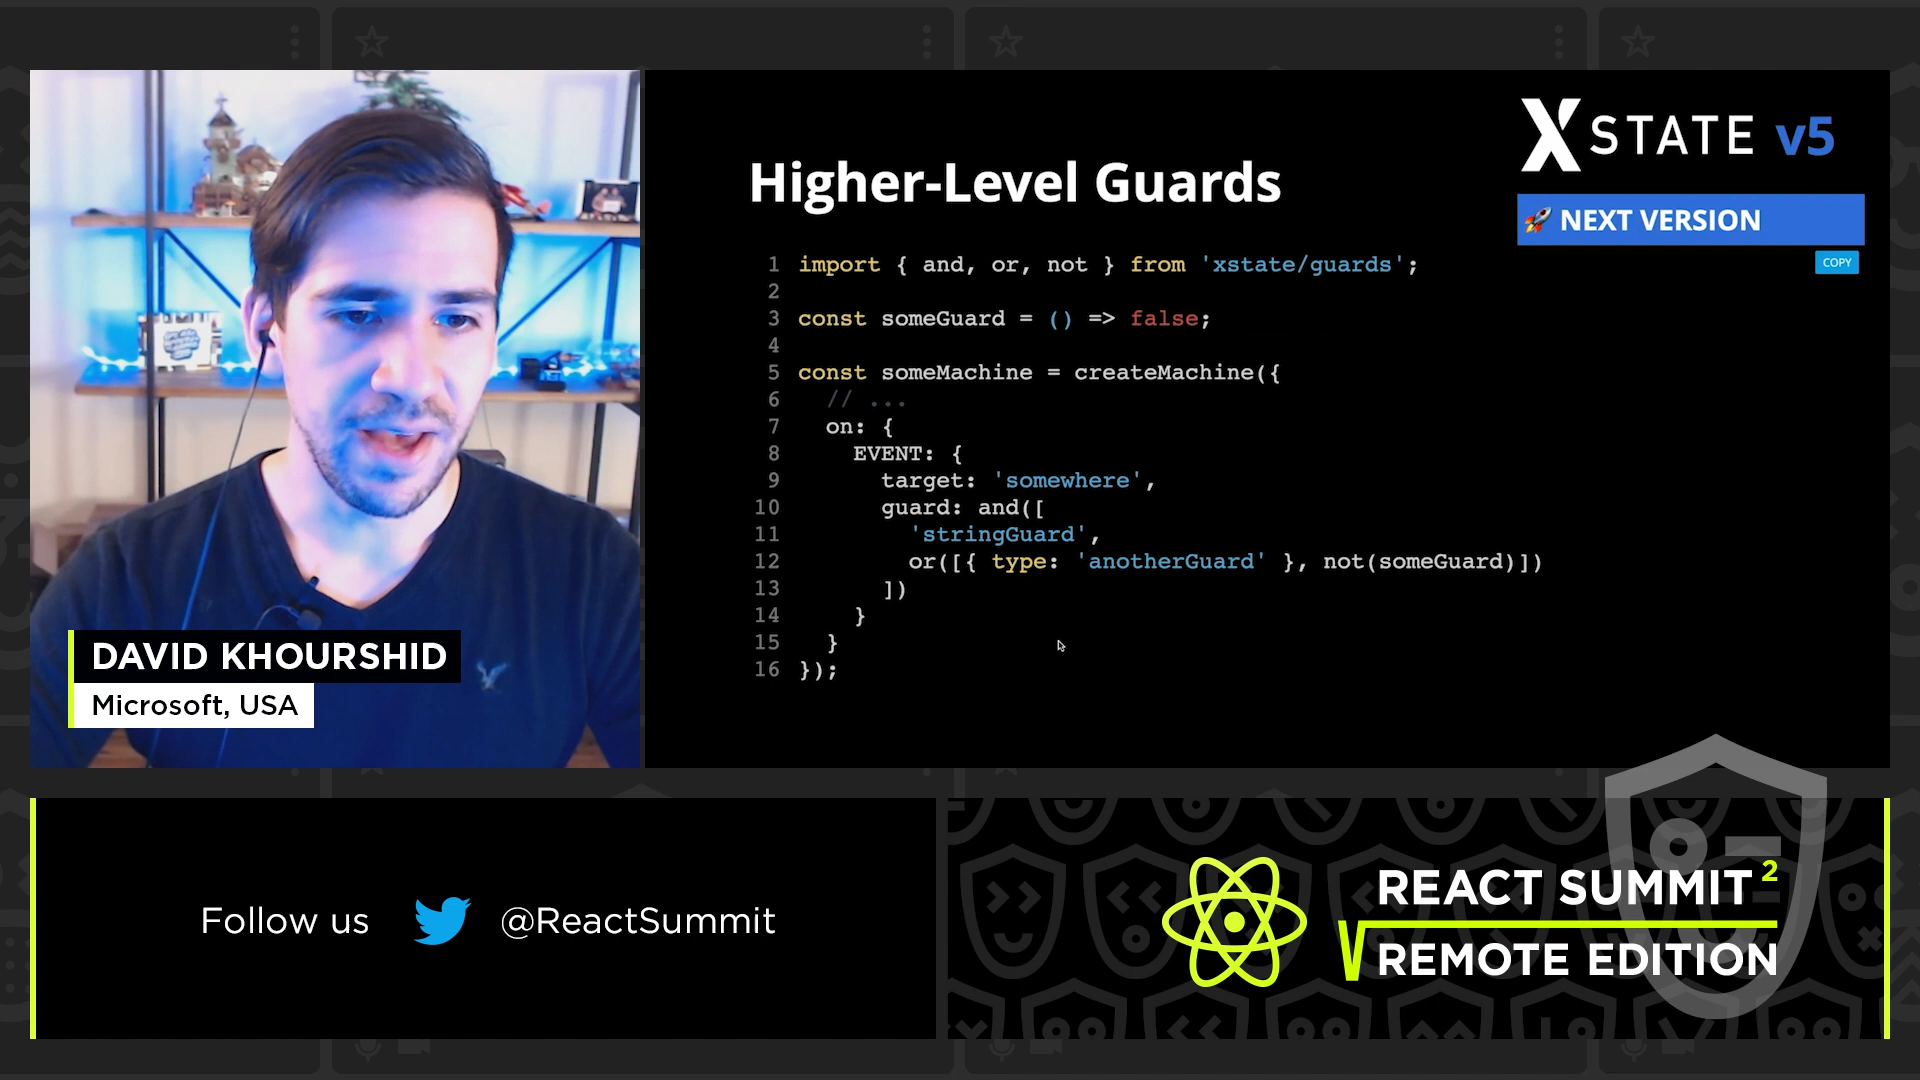 XSTATE v5
🚀 NEXT VERSION
COPY
Higher-Level Guards
1 import { and, or, not } from 'xstate/guards';
2
3 const someGuard = () => false;
4
5 const someMachine = createMachine({
6   // ...
7   on: {
8     EVENT: {
9       target: 'somewhere',
10       guard: and([
11         'stringGuard',
12         or([{ type: 'anotherGuard' }, not(someGuard)])
13       ])
14     }
15   }
16 });
DAVID KHOURSHID
Microsoft, USA
Follow us @ReactSummit
REACT SUMMIT 2
REMOTE EDITION